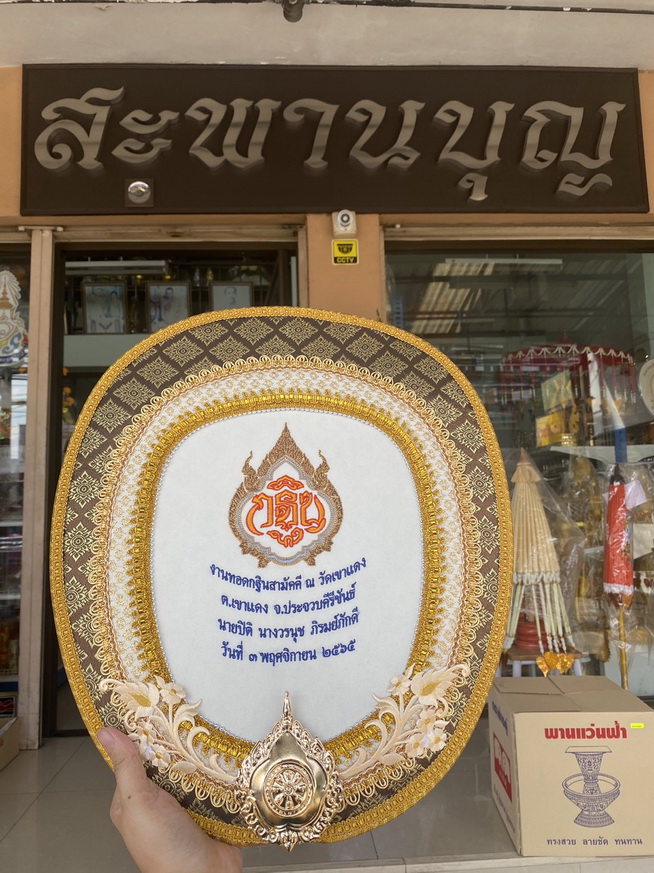 สะพานบุญ
CCTV
กฐิน
งานทอดกฐินสามัคคี ณ วัดเขาแดง
ต.เขาแดง จ.ประจวบคีรีขันธ์
นายปิติ นางวรนุช ภิรมย์ภักดี
วันที่ ๓ พฤศจิกายน ๒๕๖๕
พานแว่นฟ้า
ทรงสวย ลายชัด ทนทาน